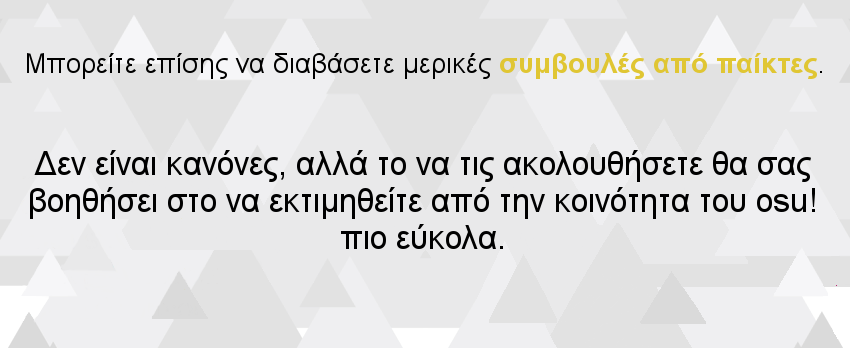 Μπορείτε επίσης να διαβάσετε μερικές συμβουλές από παίκτες.
Δεν είναι κανόνες, αλλά το να τις ακολουθήσετε θα σας
βοηθήσει στο να εκτιμηθείτε από την κοινότητα του osu!
πιο εύκολα.